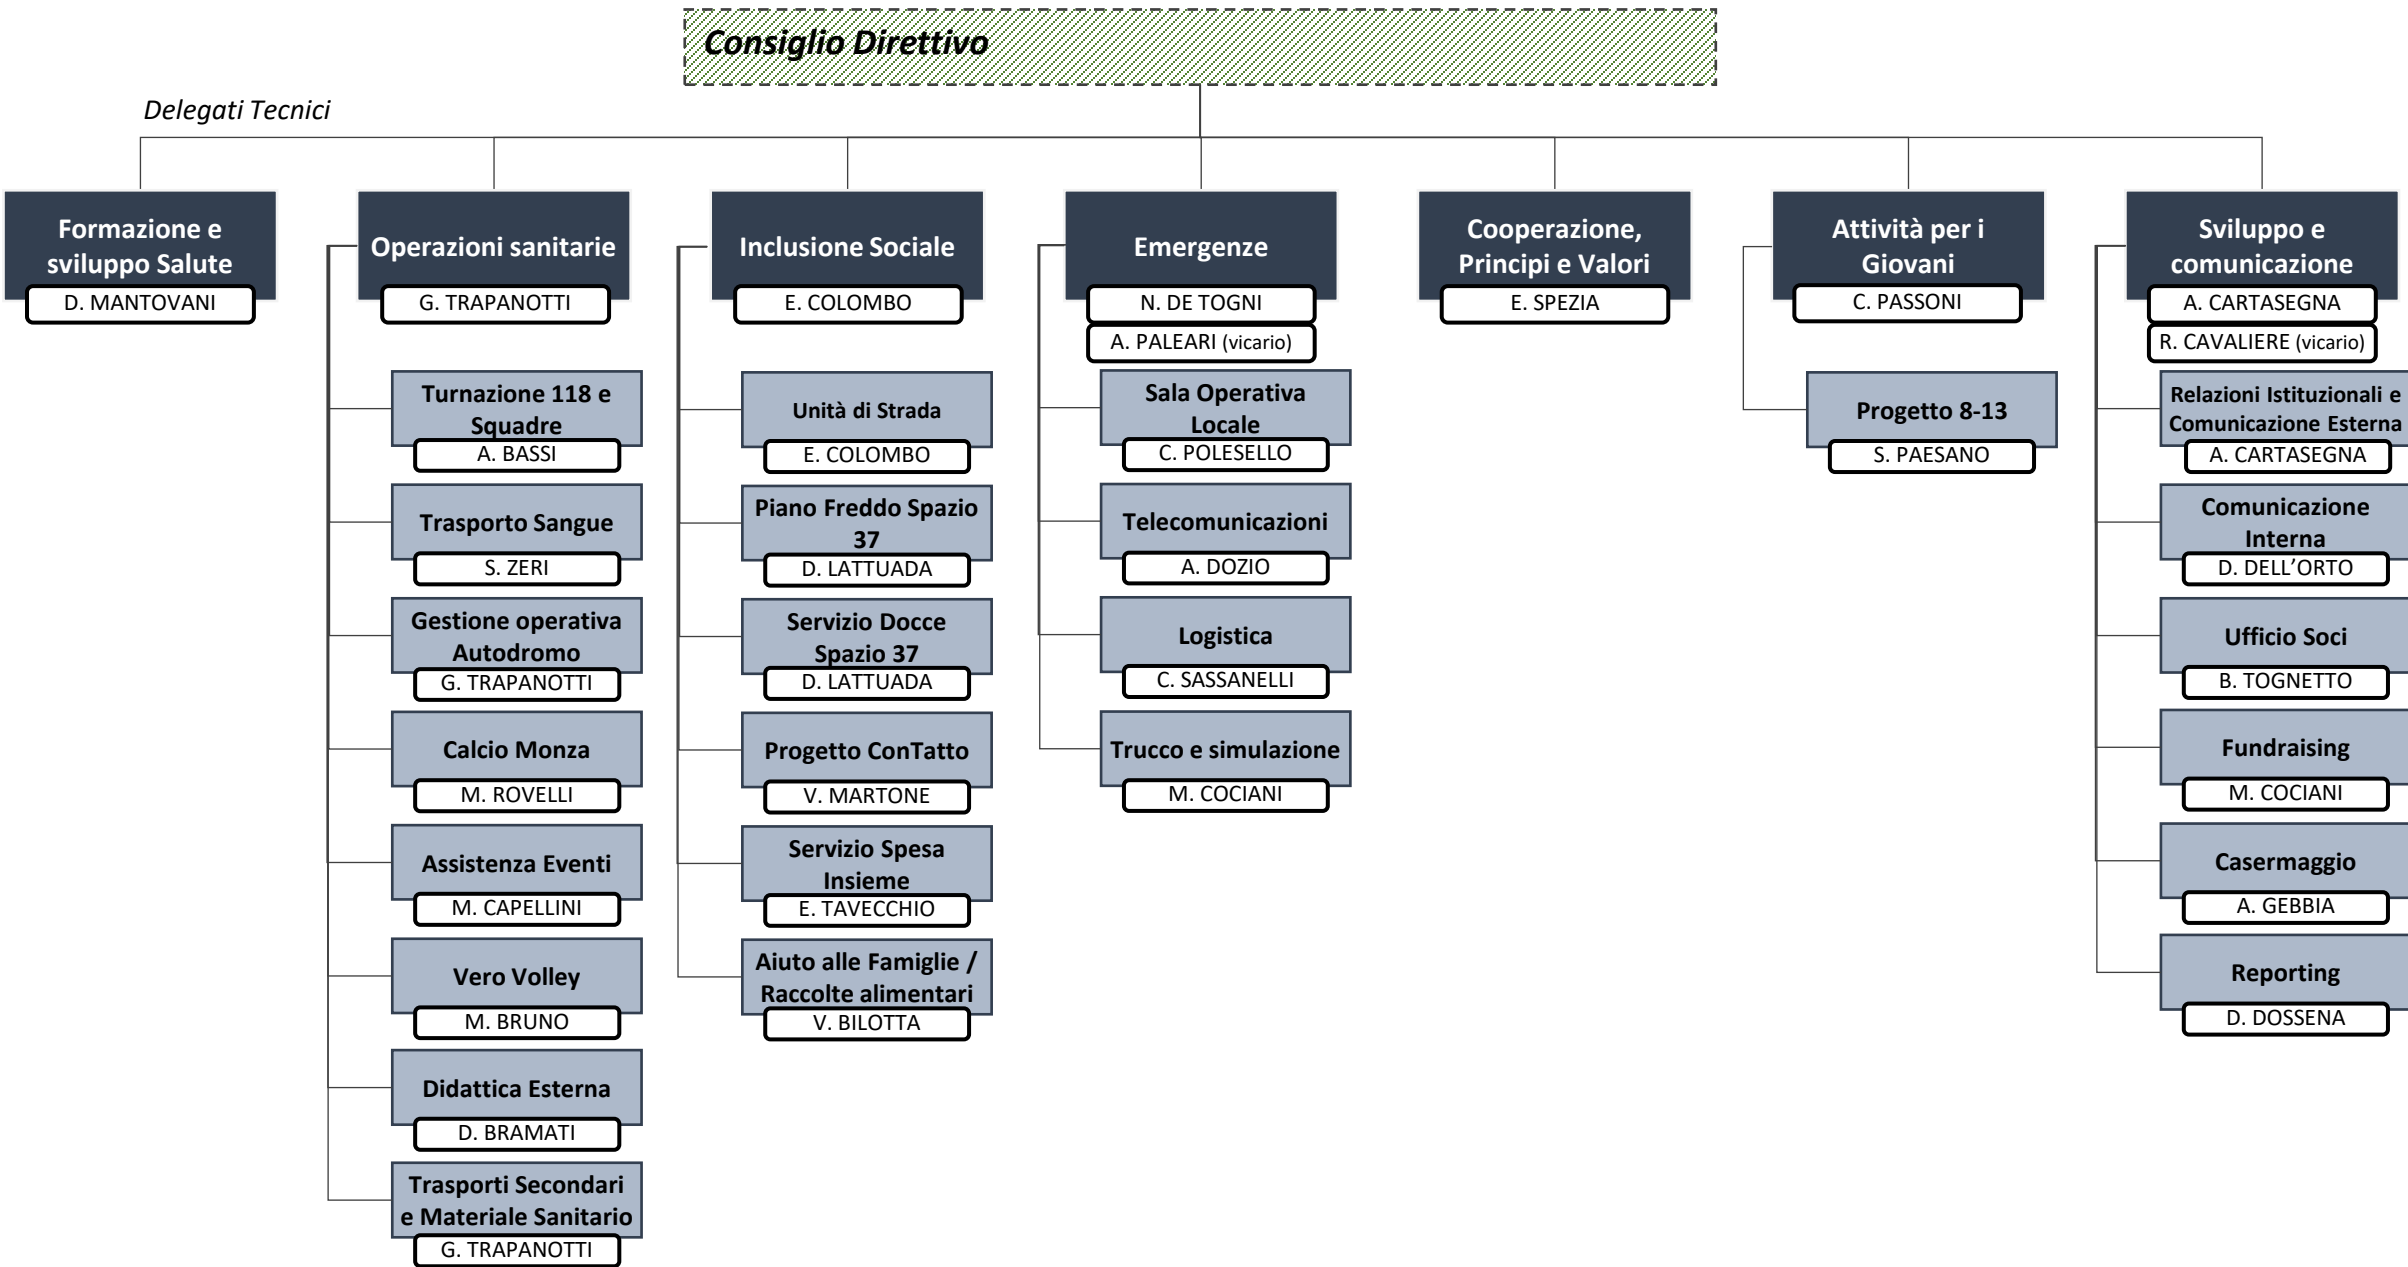 Consiglio Direttivo
Delegati Tecnici
Formazione e
sviluppo Salute
D. MANTOVANI
Operazioni sanitarie
G. TRAPANOTTI
Turnazione 118 e
Squadre
A. BASSI
Trasporto Sangue
S. ZERI
Gestione operativa
Autodromo
G. TRAPANOTTI
Calcio Monza
M. ROVELLI
Assistenza Eventi
M. CAPELLINI
Vero Volley
M. BRUNO
Didattica Esterna
D. BRAMATI
Trasporti Secondari
e Materiale Sanitario
G. TRAPANOTTI
Inclusione Sociale
E. COLOMBO
Unità di Strada
E. COLOMBO
Piano Freddo Spazio
37
D. LATTUADA
Servizio Docce
Spazio 37
D. LATTUADA
Progetto ConTatto
V. MARTONE
Servizio Spesa
Insieme
E. TAVECCHIO
Aiuto alle Famiglie /
Raccolte alimentari
V. BILOTTA
Emergenze
N. DE TOGNI
A. PALEARI (vicario)
Sala Operativa
Locale
C. POLESELLO
Telecomunicazioni
A. DOZIO
Logistica
C. SASSANELLI
Trucco e simulazione
M. COCIANI
Cooperazione,
Principi e Valori
E. SPEZIA
Attività per i
Giovani
C. PASSONI
Progetto 8-13
S. PAESANO
Sviluppo e
comunicazione
A. CARTASEGNA
R. CAVALIERE (vicario)
Relazioni Istituzionali e
Comunicazione Esterna
A. CARTASEGNA
Comunicazione
Interna
D. DELL’ORTO
Ufficio Soci
B. TOGNETTO
Fundraising
M. COCIANI
Casermaggio
A. GEBBIA
Reporting
D. DOSSENA